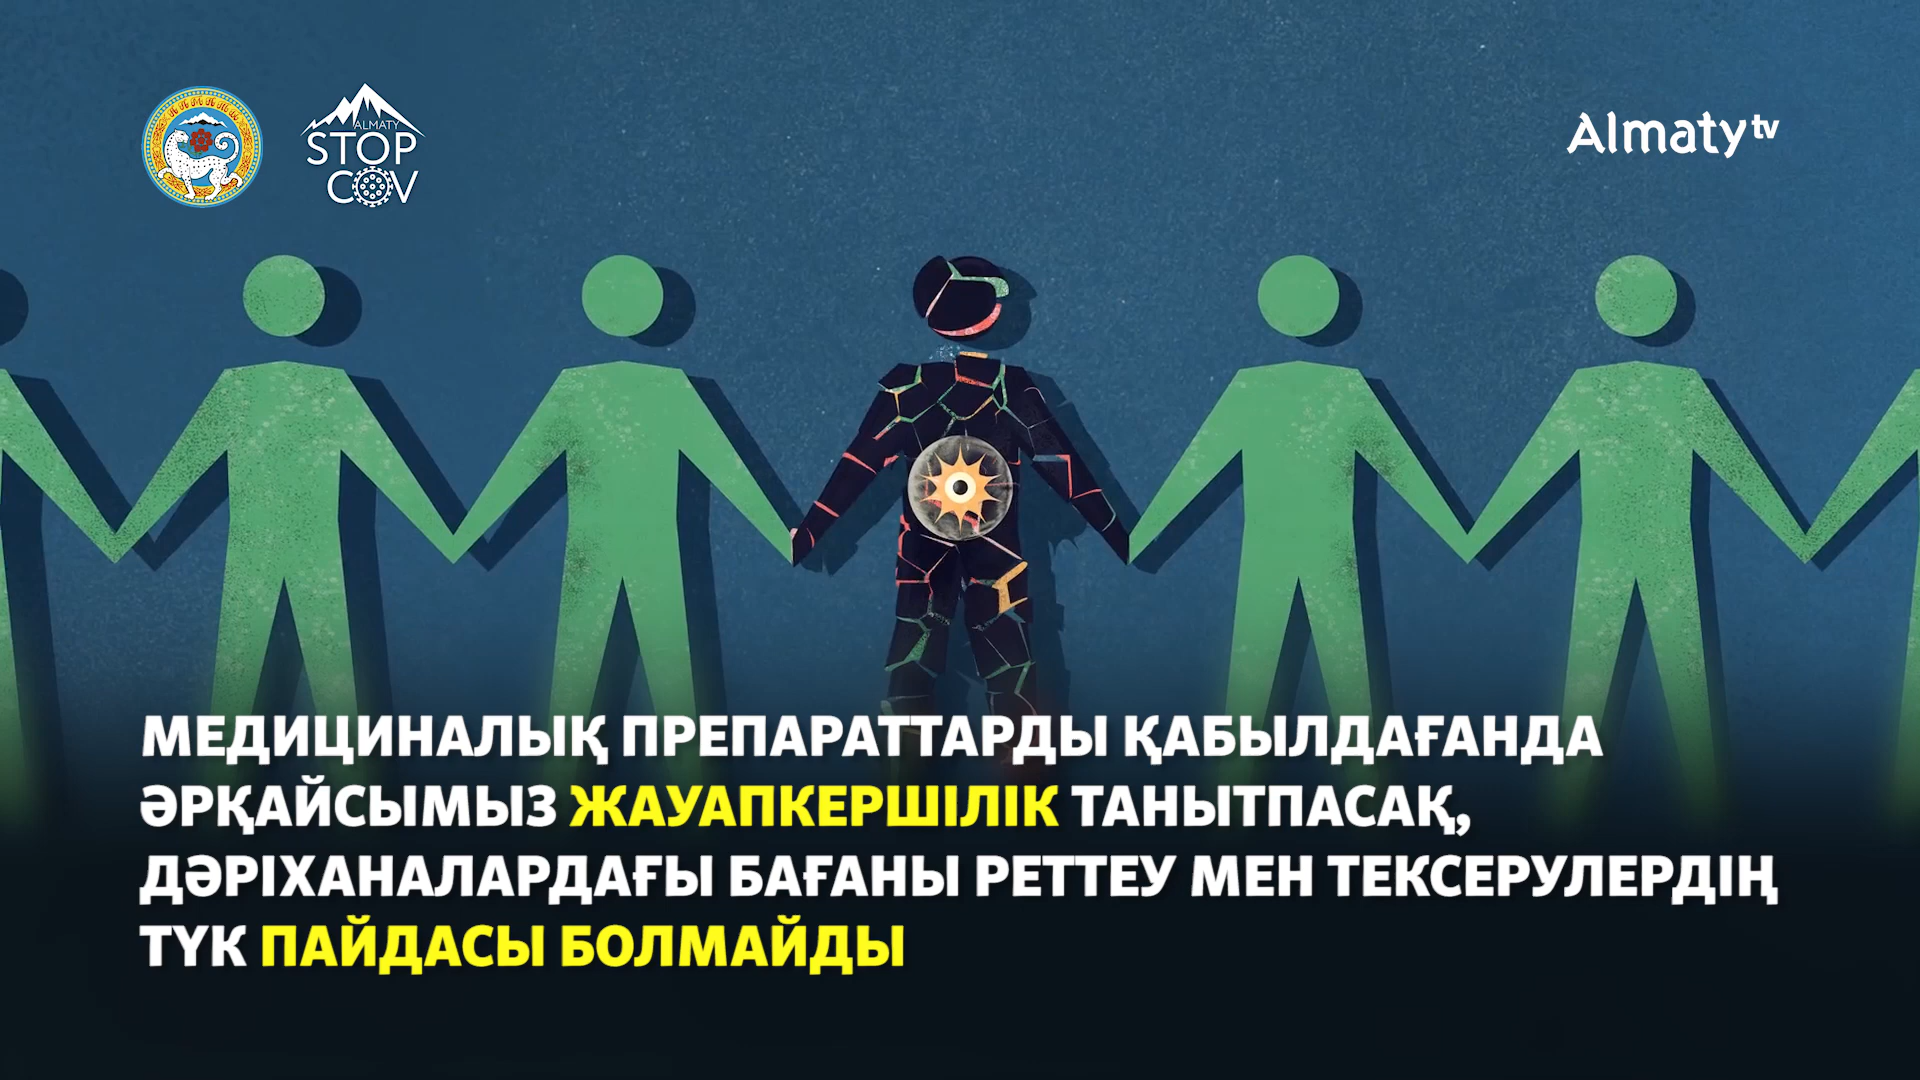 ALMATY
STOP
COV
Almaty tv
МЕДИЦИНАЛЫҚ ПРЕПАРАТТАРДЫ ҚАБЫЛДАҒАНДА
ӘРҚАЙСЫМЫЗ ЖАУАПКЕРШІЛІК ТАНЫТПАСАҚ,
ДӘРІХАНАЛАРДАҒЫ БАҒАНЫ РЕТТЕУ МЕН ТЕКСЕРУЛЕРДІҢ
ТҮК ПАЙДАСЫ БОЛМАЙДЫ